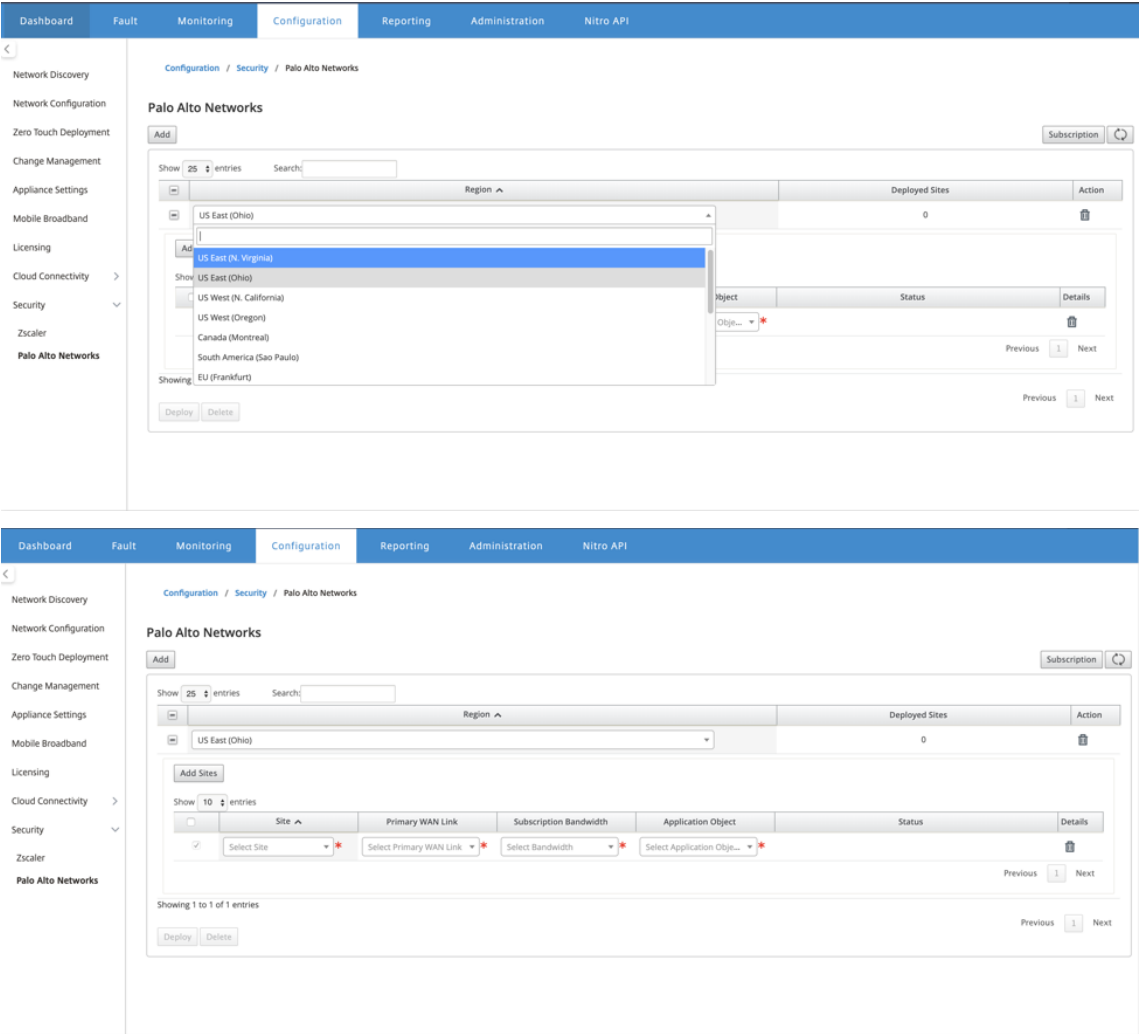 Dashboard Fault Monitoring Configuration Reporting Administration Nitro API
Configuration / Security / Palo Alto Networks
Network Discovery
Network Configuration
Zero Touch Deployment
Change Management
Appliance Settings
Mobile Broadband
Licensing
Cloud Connectivity
Security
Zscaler
Palo Alto Networks
Palo Alto Networks
Add Subscription
Show 25 entries Search:
Region Deployed Sites Action
US East (Ohio) 0
US East (N. Virginia)
US East (Ohio)
US West (N. California)
US West (Oregon)
Canada (Montreal)
South America (Sao Paulo)
EU (Frankfurt)
Ad
Show
bject Status Details
Obje... *
Previous 1 Next
Showing
Previous 1 Next
Deploy Delete
Dashboard Fault Monitoring Configuration Reporting Administration Nitro API
Configuration / Security / Palo Alto Networks
Network Discovery
Network Configuration
Zero Touch Deployment
Change Management
Appliance Settings
Mobile Broadband
Licensing
Cloud Connectivity
Security
Zscaler
Palo Alto Networks
Palo Alto Networks
Add Subscription
Show 25 entries Search:
Region Deployed Sites Action
US East (Ohio) 0
Add Sites
Show 10 entries
Site Primary WAN Link Subscription Bandwidth Application Object Status Details
Select Site * Select Primary WAN Link * Select Bandwidth * Select Application Obje... *
Previous 1 Next
Showing 1 to 1 of 1 entries
Previous 1 Next
Deploy Delete